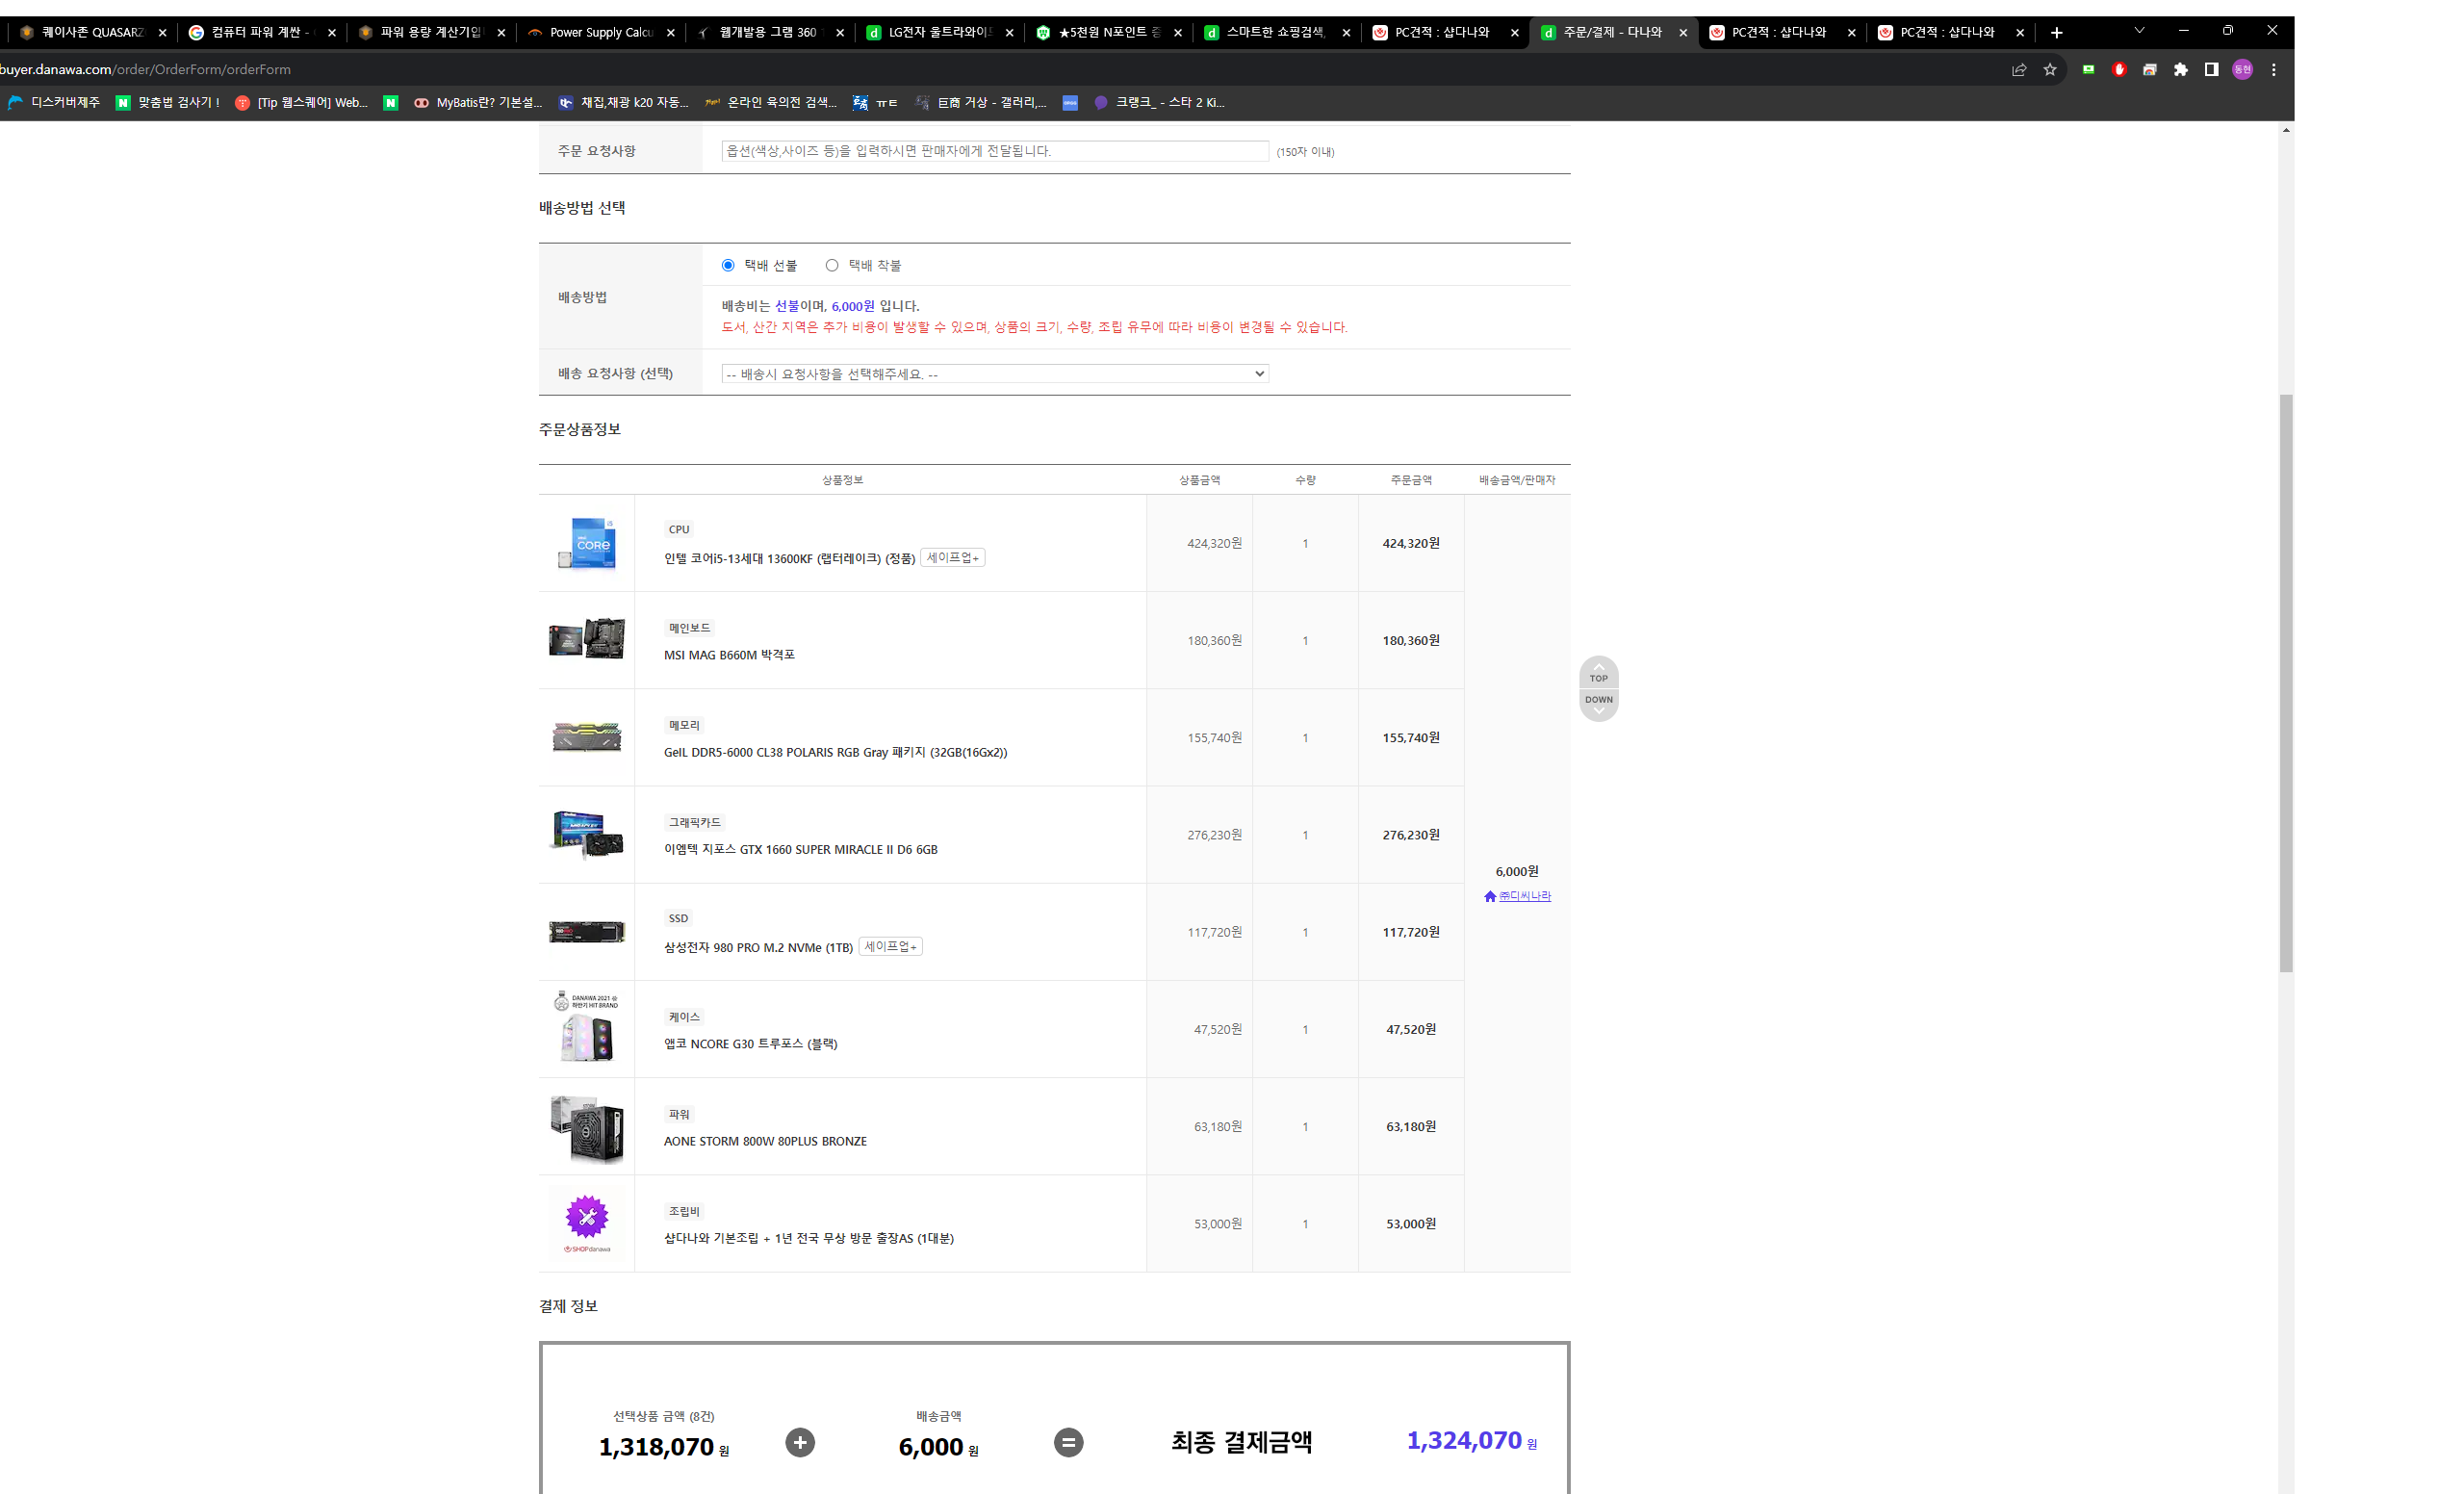 퀘이사존 QUASARZ
컴퓨터 파워 계싼 -
파워 용량 계산기입
Power Supply Calcu
웹개발용 그램 360
LG전자 울트라와이드
★5천원 N포인트 증
스마트한 쇼핑검색,
PC견적 : 샵다나와
주문/결제 - 다나와
PC견적 : 샵다나와
PC견적 : 샵다나와
buyer.danawa.com/order/OrderForm/orderForm
동현
디스커버제주
맞춤법 검사기 !
[Tip 웹스퀘어] Web...
MyBatis란? 기본설...
채집,채광 k20 자동...
온라인 육의전 검색...
ㅠㅌ
巨商 거상 - 갤러리,...
크랭크_ - 스타 2 Ki...
주문 요청사항
옵션(색상,사이즈 등)을 입력하시면 판매자에게 전달됩니다.
(150자 이내)
배송방법 선택
배송방법
택배 선불 택배 착불
배송비는 선불이며, 6,000원 입니다.
도서, 산간 지역은 추가 비용이 발생할 수 있으며, 상품의 크기, 수량, 조립 유무에 따라 비용이 변경될 수 있습니다.
배송 요청사항 (선택)
-- 배송시 요청사항을 선택해주세요. --
주문상품정보
상품정보 상품금액 수량 주문금액 배송금액/판매자
CPU
인텔 코어i5-13세대 13600KF (랩터레이크) (정품) 세이프업+
424,320원 1 424,320원
메인보드
MSI MAG B660M 박격포
180,360원 1 180,360원
메모리
GeIL DDR5-6000 CL38 POLARIS RGB Gray 패키지 (32GB(16Gx2))
155,740원 1 155,740원
그래픽카드
이엠텍 지포스 GTX 1660 SUPER MIRACLE II D6 6GB
276,230원 1 276,230원
6,000원
㈜디씨나라
SSD
삼성전자 980 PRO M.2 NVMe (1TB) 세이프업+
117,720원 1 117,720원
DANAWA 2021
하반기 HIT BRAND
케이스
앱코 NCORE G30 트루포스 (블랙)
47,520원 1 47,520원
파워
AONE STORM 800W 80PLUS BRONZE
63,180원 1 63,180원
SHOPdanawa
조립비
샵다나와 기본조립 + 1년 전국 무상 방문 출장AS (1대분)
53,000원 1 53,000원
TOP
DOWN
결제 정보
선택상품 금액 (8건)
1,318,070 원
배송금액
6,000 원
최종 결제금액
1,324,070 원